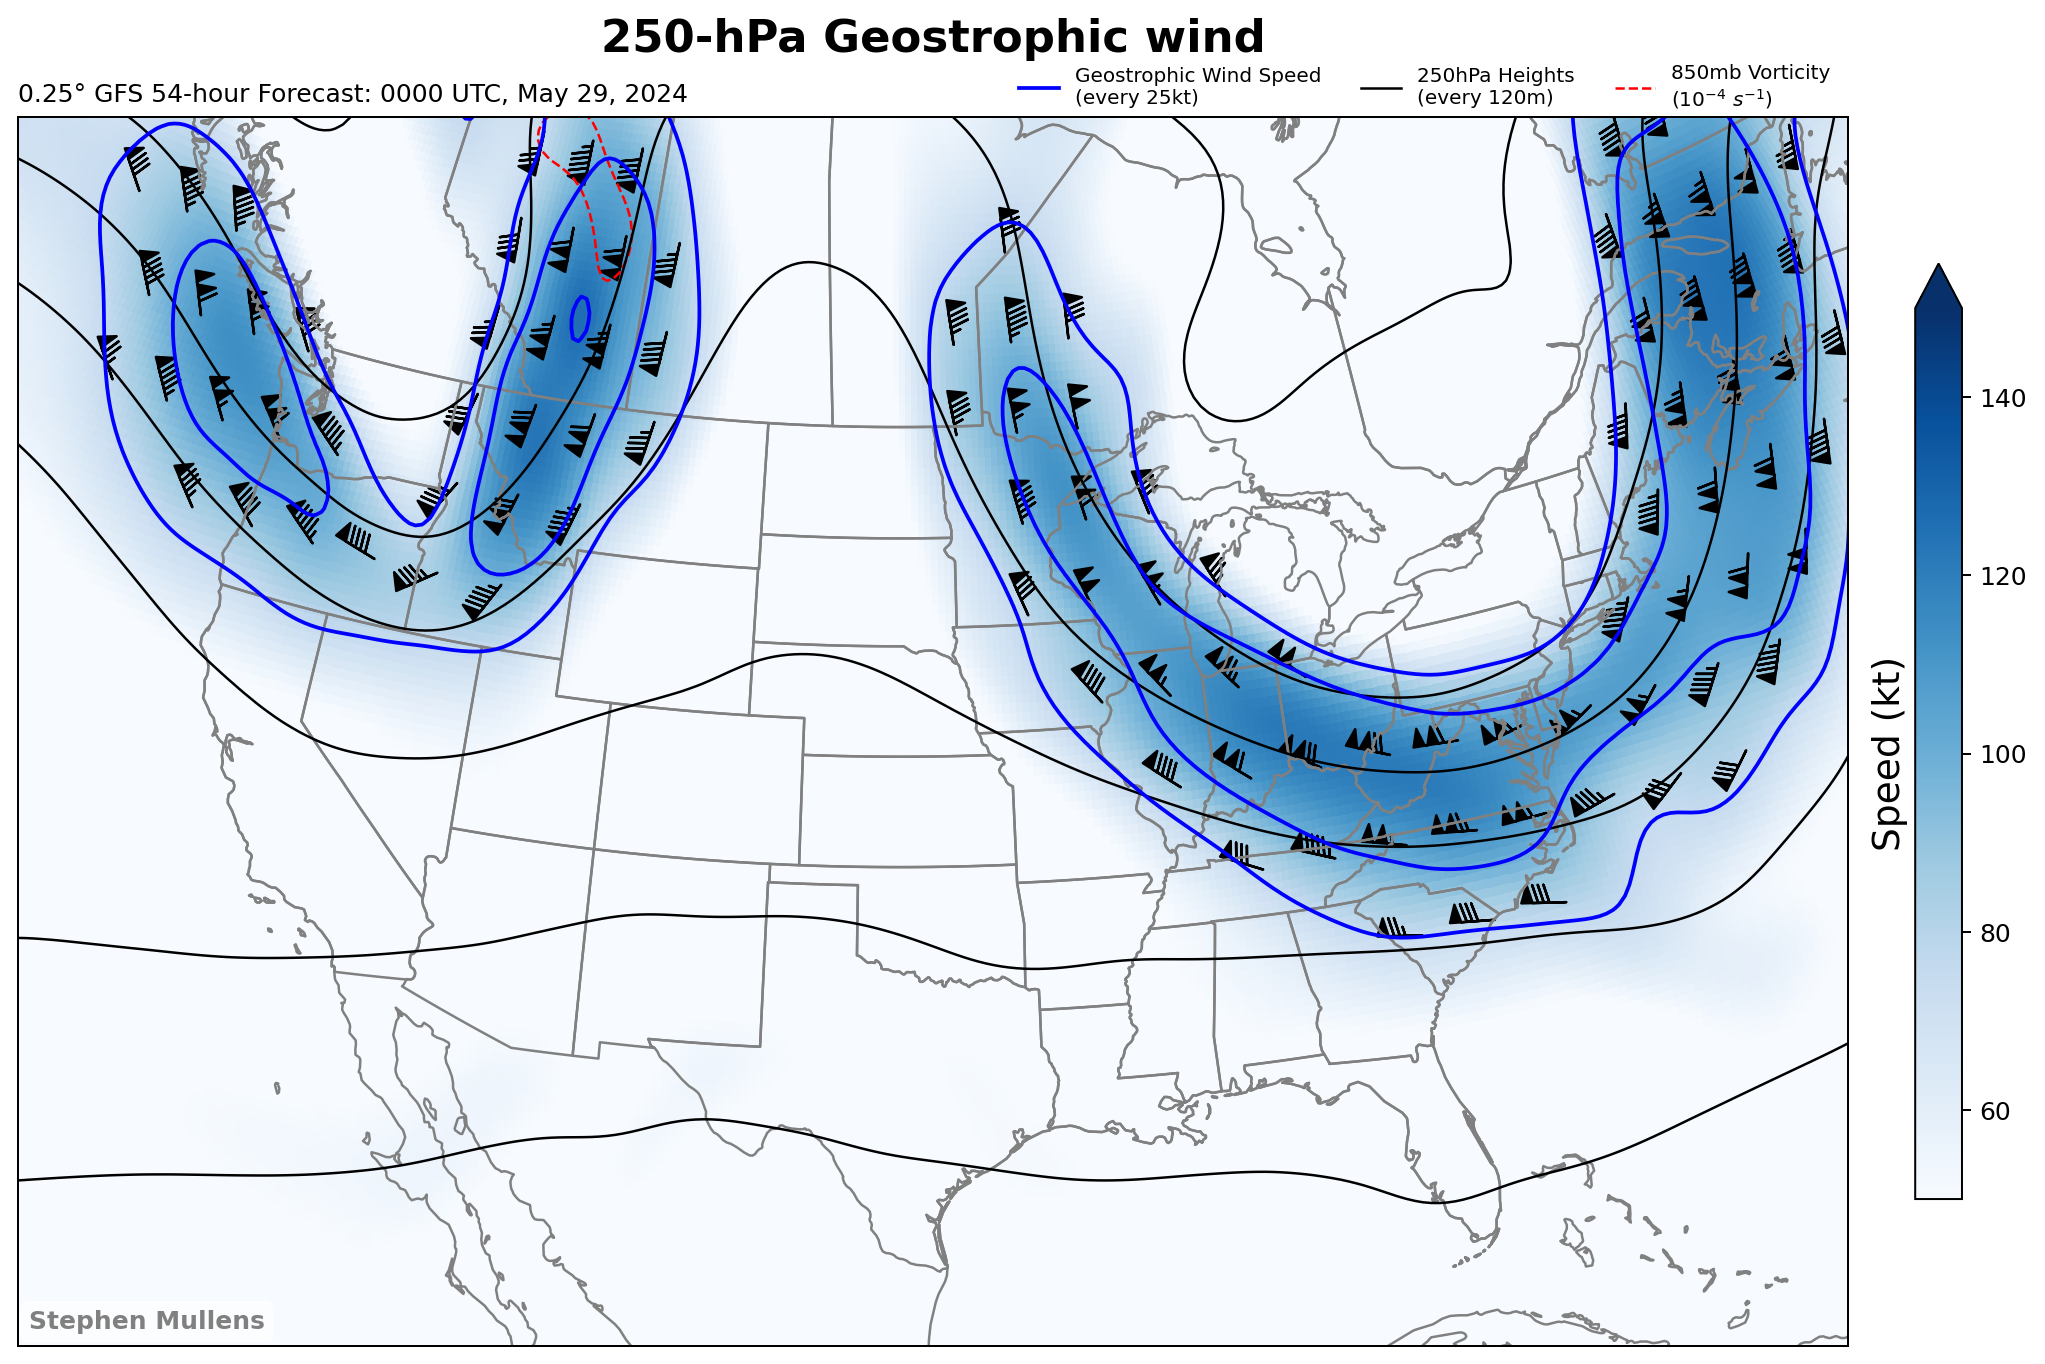 250-hPa Geostrophic wind
0.25° GFS 54-hour Forecast: 0000 UTC, May 29, 2024
Geostrophic Wind Speed
(every 25kt)
250hPa Heights
(every 120m)
850mb Vorticity
(10⁻⁴ s⁻¹)
140
120
100
80
60
Speed (kt)
Stephen Mullens